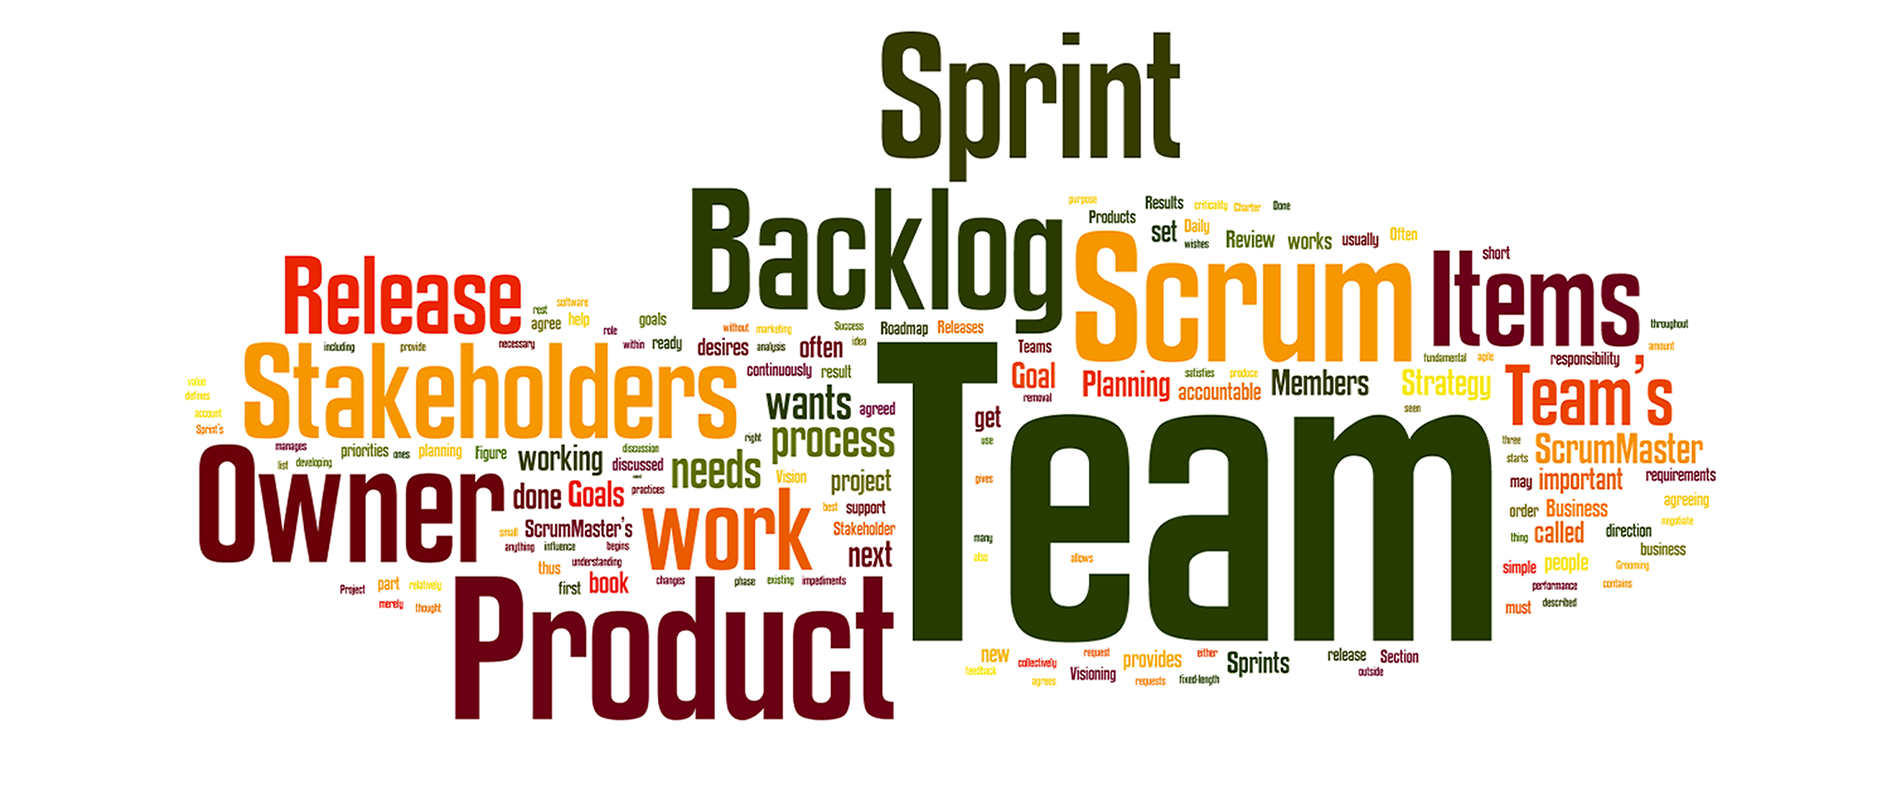 Sprint
Backlog
purpose
Results
criticality
Charter
Done
Products
set
Daily
wishes
Review
works
usually
Often
Scrum
Items
short
Release
rest
software
agree
help
role
goals
without
marketing
Success
idea
Roadmap
Releases
throughout
including
provide
necessary
within
ready
desires
analysis
often
Teams
fundamental
agile
responsibility
amount
Stakeholders
continuously
result
Team
Goal
removal
Planning
satisfies
produce
accountable
Members
Strategy
seen
Team's
value
defines
account
Sprint's
wants
agreed
get
use
right
process
three
starts
ScrumMaster
manages
list
developing
priorities
ones
planning
Figure
working
discussion
discussed
needs
Vision
project
gives
may
important
requirements
Owner
done
Goals
practices
work
best
support
Stakeholder
next
order
Business
agreeing
negotiate
small
ScrumMaster's
anything
influence
begins
understanding
many
also
allows
thing
called
direction
business
thus
first
book
changes
phase
existing
impediments
simple
people
Grooming
performance
contains
Project
part
relatively
merely
thought
must
described
Product
new
feedback
collectively
agrees
request
Visioning
provides
requests
either
fixed-length
Sprints
release
Section
outside